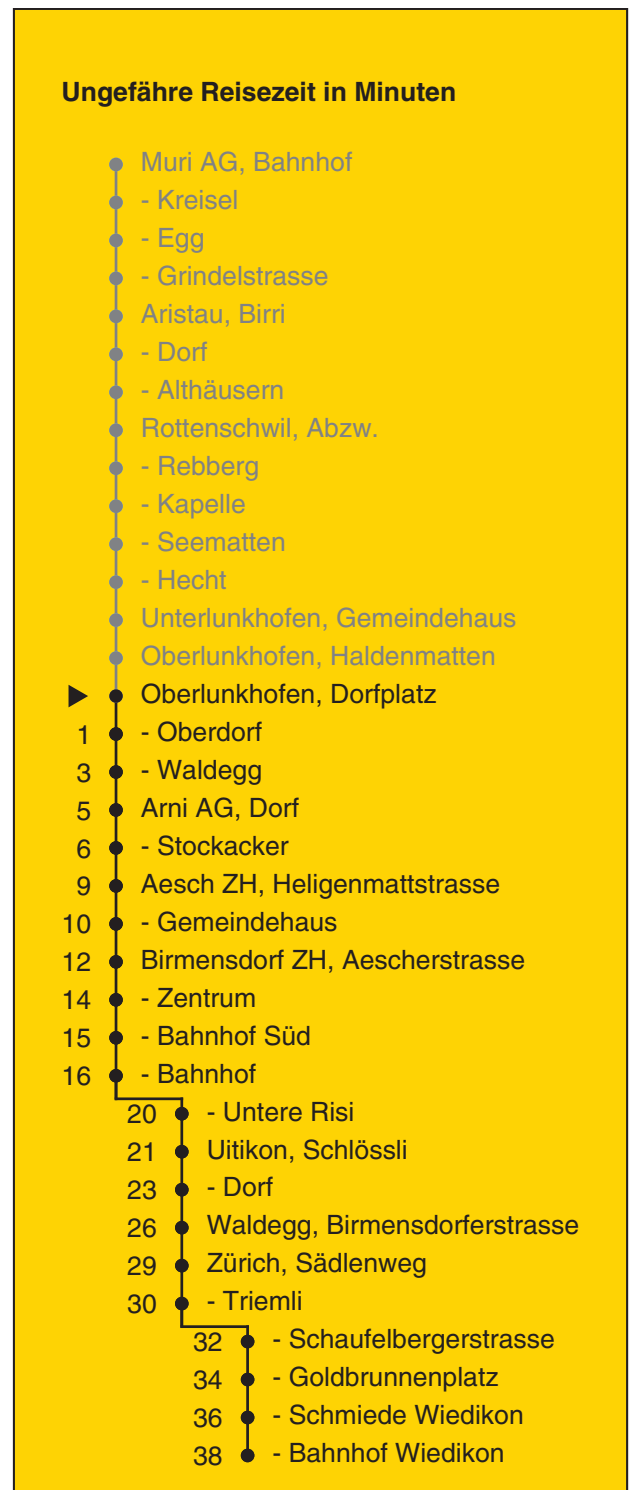 Ungefähre Reisezeit in Minuten
Muri AG, Bahnhof
- Kreisel
- Egg
- Grindelstrasse
Aristau, Birri
- Dorf
- Althäusern
Rottenschwil, Abzw.
- Rebberg
- Kapelle
- Seematten
- Hecht
Unterlunkhofen, Gemeindehaus
Oberlunkhofen, Haldenmatten
Oberlunkhofen, Dorfplatz
1 - Oberdorf
3 - Waldegg
5 Arni AG, Dorf
6 - Stockacker
9 Aesch ZH, Heligenmattstrasse
10 - Gemeindehaus
12 Birmensdorf ZH, Aescherstrasse
14 - Zentrum
15 - Bahnhof Süd
16 - Bahnhof
20 - Untere Risi
21 Uitikon, Schlössli
23 - Dorf
26 Waldegg, Birmensdorferstrasse
29 Zürich, Sädlenweg
30 - Triemli
32 - Schaufelbergerstrasse
34 - Goldbrunnenplatz
36 - Schmiede Wiedikon
38 - Bahnhof Wiedikon